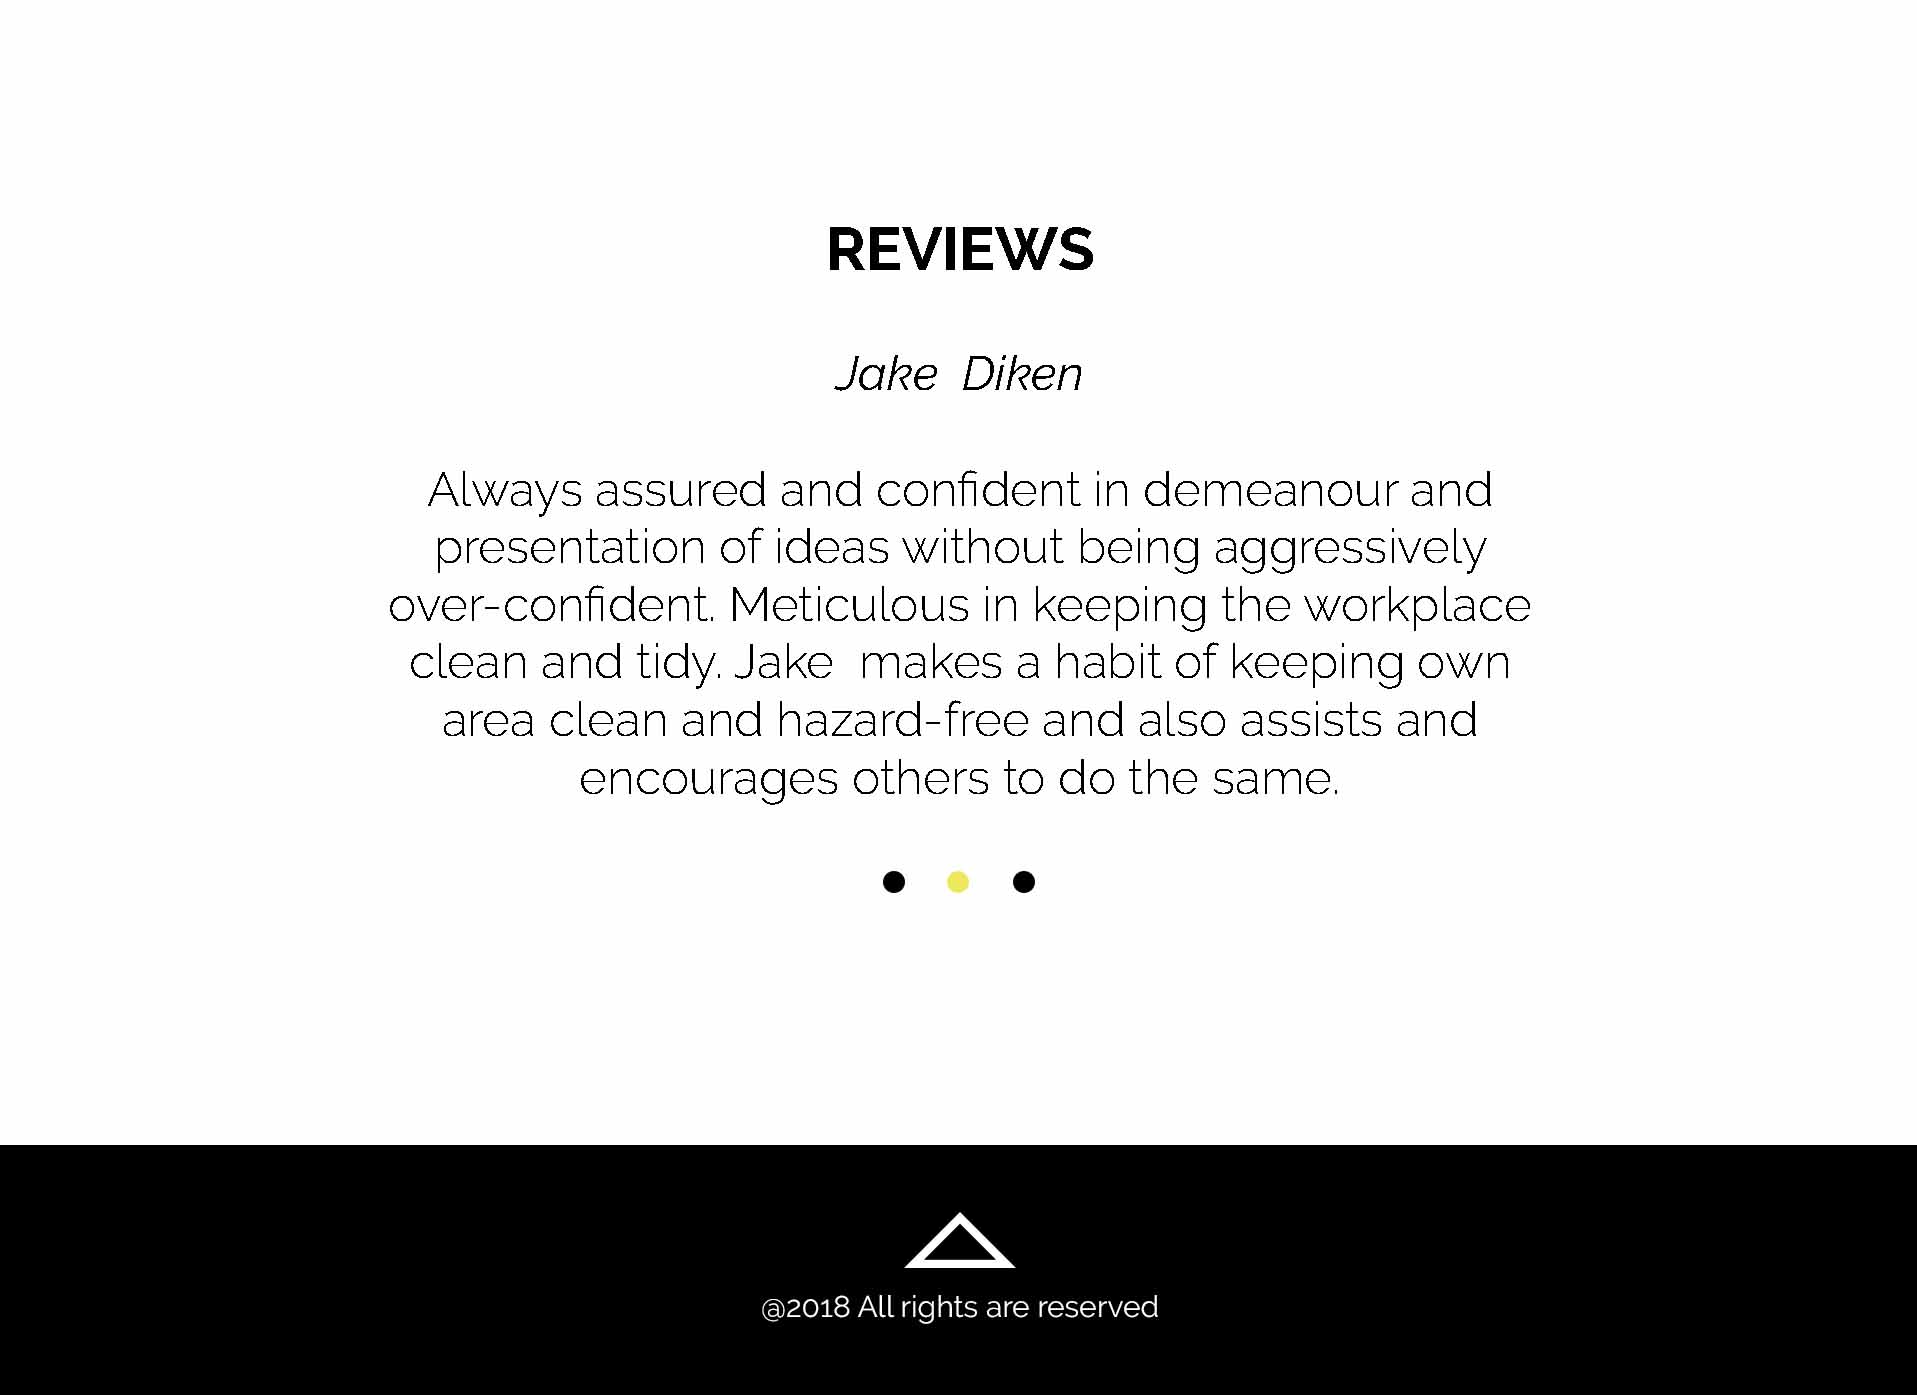 REVIEWS
Jake  Diken
Always assured and confident in demeanour and
presentation of ideas without being aggressively
over-confident. Meticulous in keeping the workplace
clean and tidy. Jake  makes a habit of keeping own
area clean and hazard-free and also assists and
encourages others to do the same.
@2018 All rights are reserved